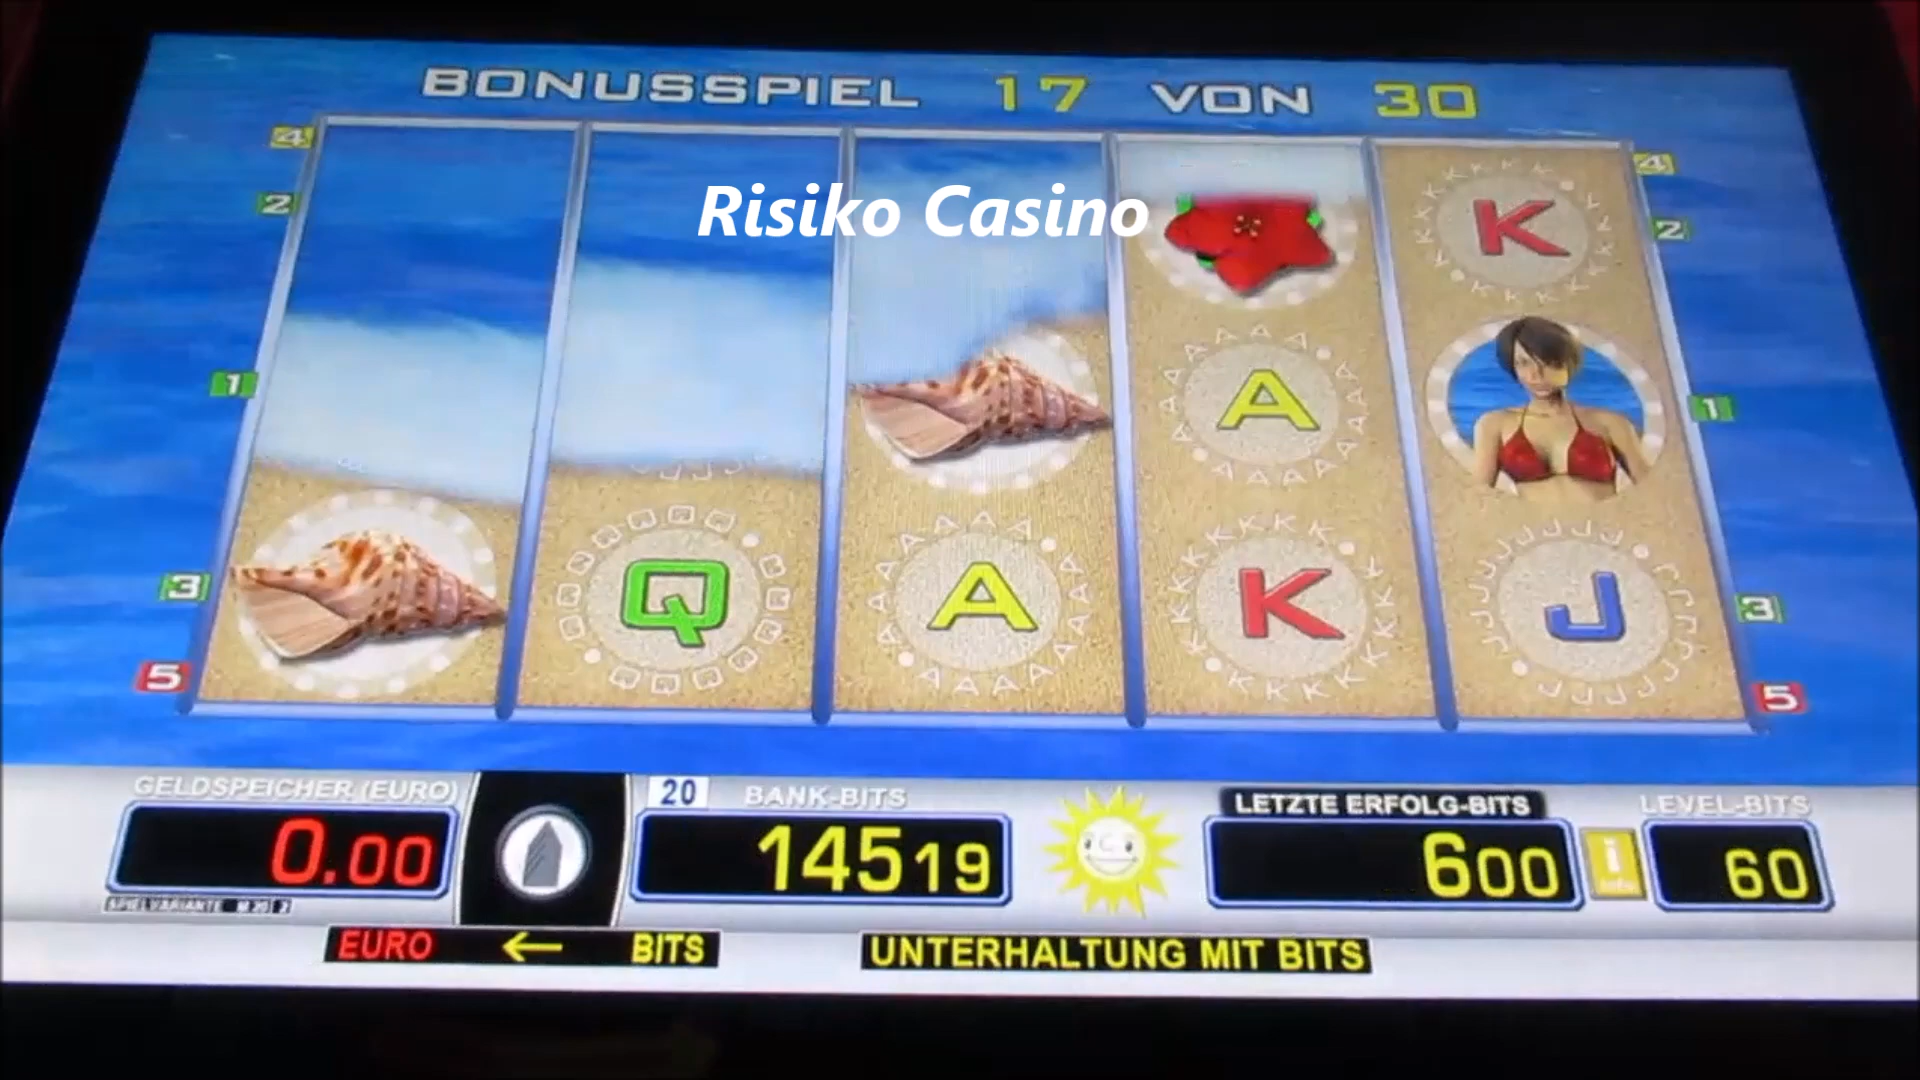 BONUSSPIEL 17 VON 30
4 4
Risiko Casino
2 K 2
1 A 1
3 Q A K J 3
5 5
GELDSPEICHER (EURO) 20 BANK-BITS LETZTE ERFOLG-BITS LEVEL-BITS
0.00 14519 600 i 60
SPIELVARIANTE
EURO ← BITS UNTERHALTUNG MIT BITS